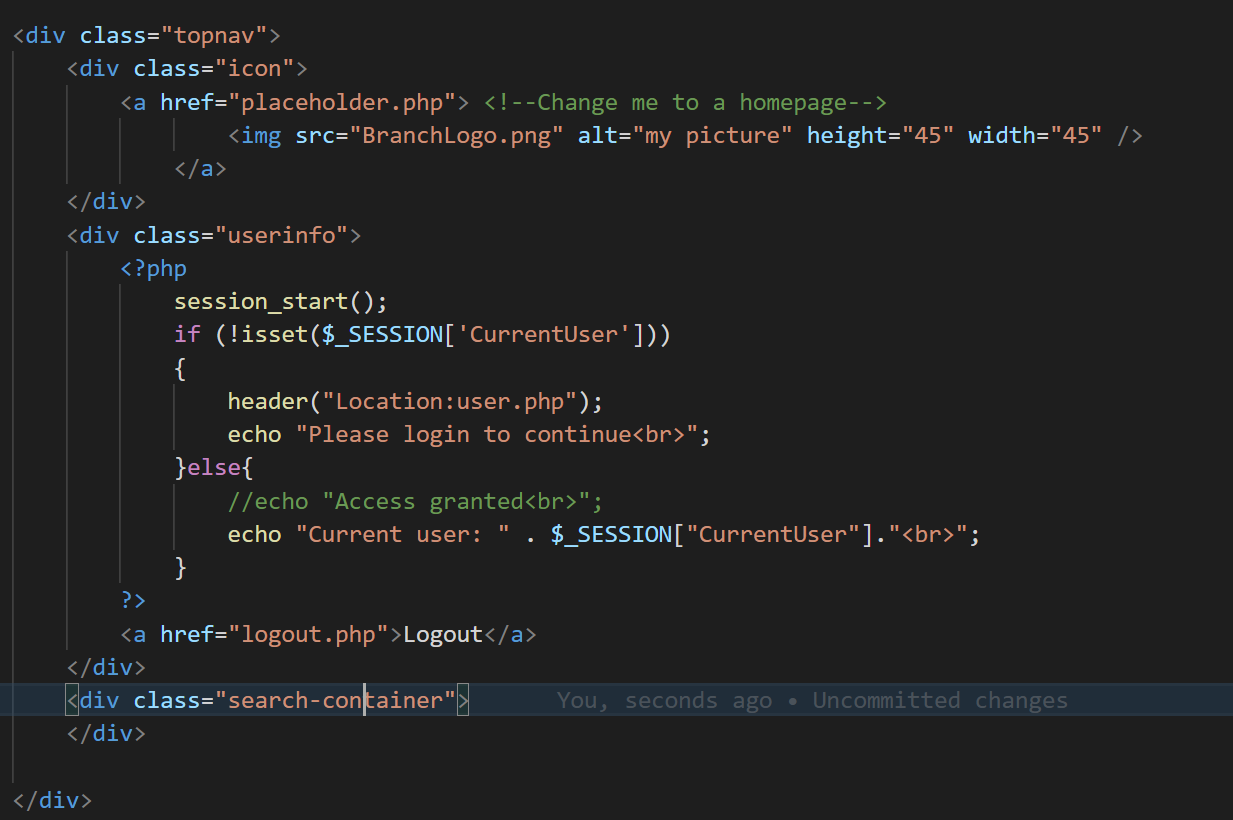 <div class="topnav">
    <div class="icon">
        <a href="placeholder.php"> <!--Change me to a homepage-->
                <img src="BranchLogo.png" alt="my picture" height="45" width="45" />
            </a>
    </div>
    <div class="userinfo">
        <?php
            session_start();
            if (!isset($_SESSION['CurrentUser']))
            {
                header("Location:user.php");
                echo "Please login to continue<br>";
            }else{
                //echo "Access granted<br>";
                echo "Current user: " . $_SESSION["CurrentUser"]."<br>";
            }
        ?>
        <a href="logout.php">Logout</a>
    </div>
    <div class="search-container">      You, seconds ago • Uncommitted changes
    </div>

</div>